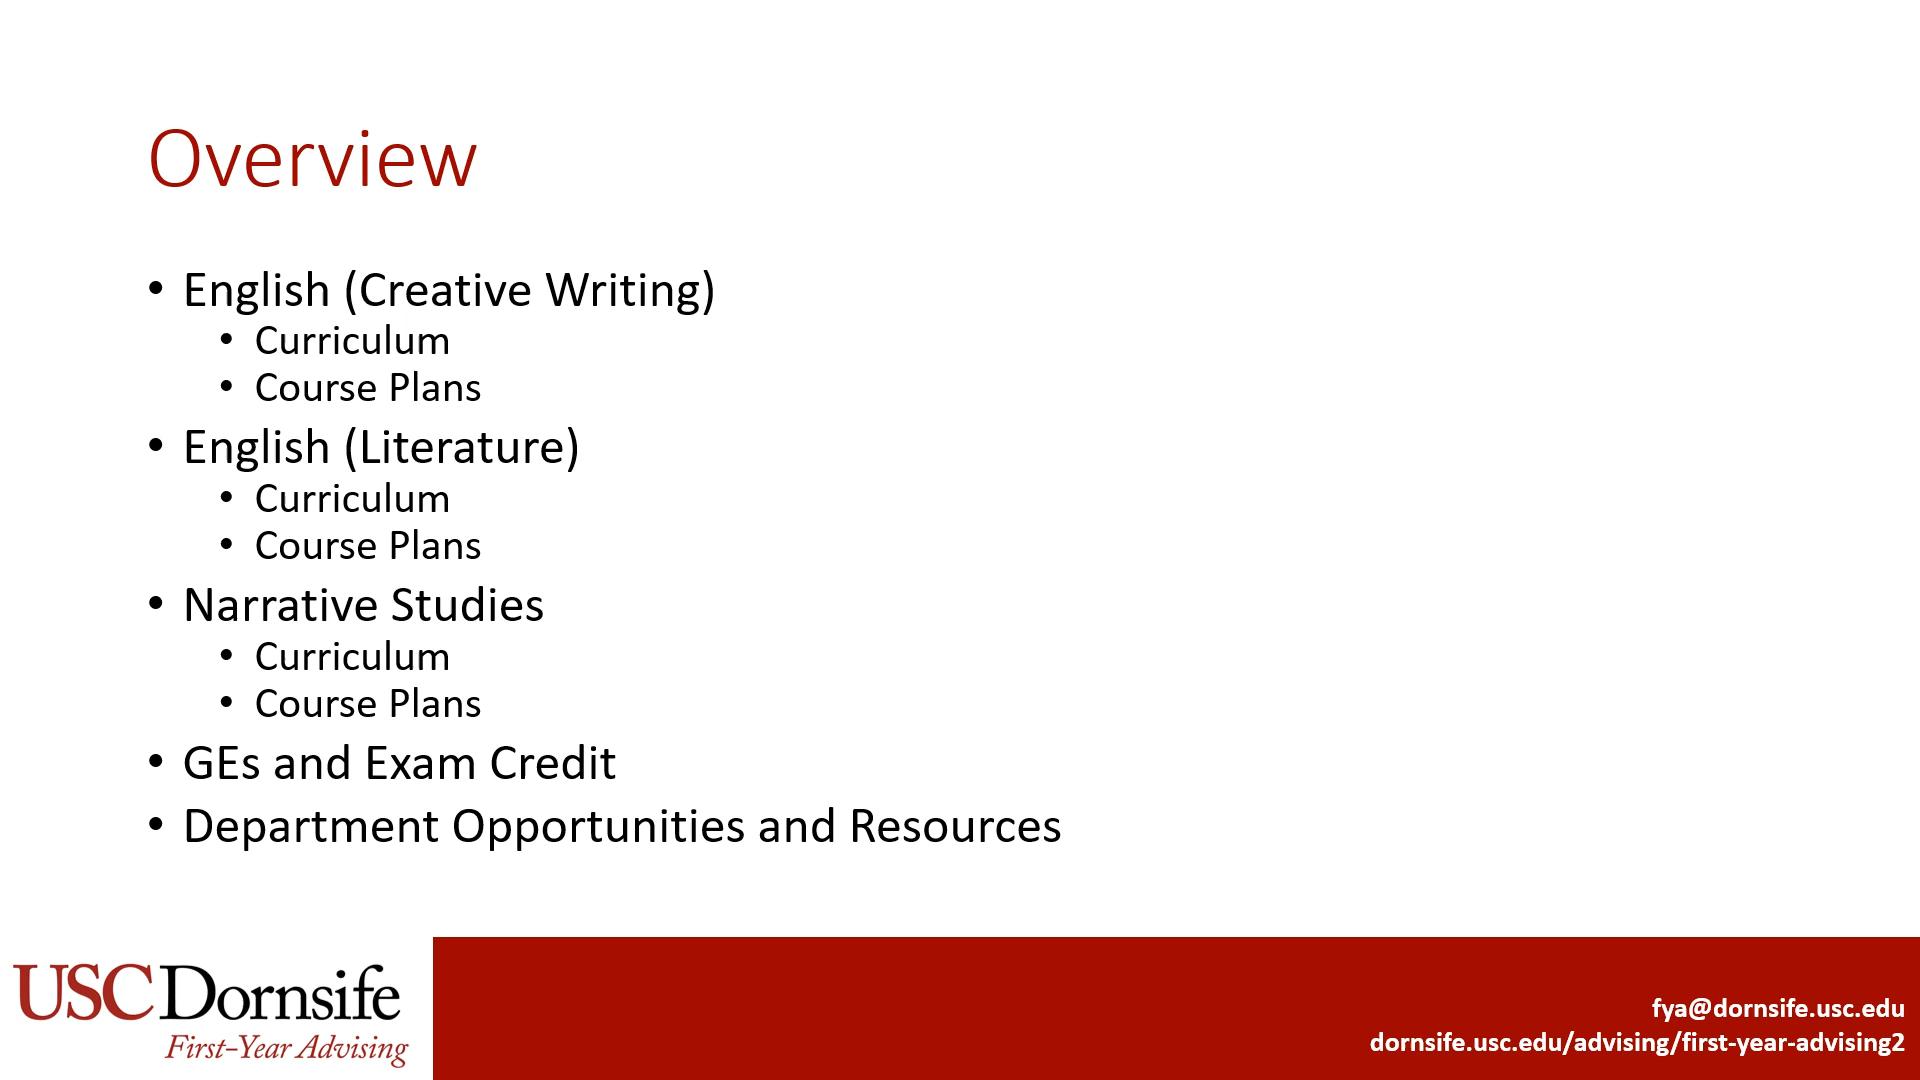 Overview
• English (Creative Writing)
• Curriculum
• Course Plans
• English (Literature)
• Curriculum
• Course Plans
• Narrative Studies
• Curriculum
• Course Plans
• GEs and Exam Credit
• Department Opportunities and Resources
USC Dornsife
First-Year Advising
fya@dornsife.usc.edu
dornsife.usc.edu/advising/first-year-advising2